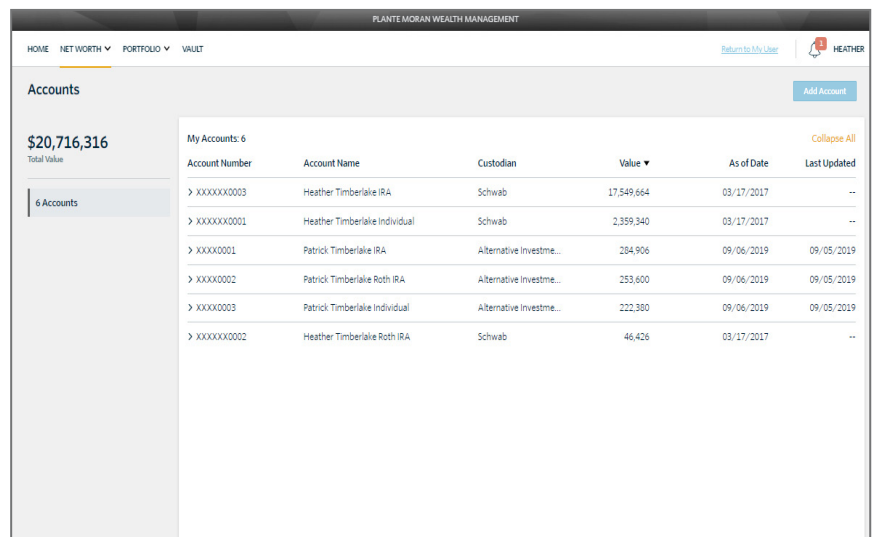 PLANTE MORAN WEALTH MANAGEMENT
HOME NET WORTH PORTFOLIO VAULT Return to My User 1 HEATHER
Accounts Add Account
$20,716,316
Total Value
6 Accounts
My Accounts: 6 Collapse All
Account Number Account Name Custodian Value ▼ As of Date Last Updated
> XXXXXX0003 Heather Timberlake IRA Schwab 17,549,664 03/17/2017 --
> XXXXXX0001 Heather Timberlake Individual Schwab 2,359,340 03/17/2017 --
> XXXX0001 Patrick Timberlake IRA Alternative Investme... 284,906 09/06/2019 09/05/2019
> XXXX0002 Patrick Timberlake Roth IRA Alternative Investme... 253,600 09/06/2019 09/05/2019
> XXXX0003 Patrick Timberlake Individual Alternative Investme... 222,380 09/06/2019 09/05/2019
> XXXXXX0002 Heather Timberlake Roth IRA Schwab 46,426 03/17/2017 --